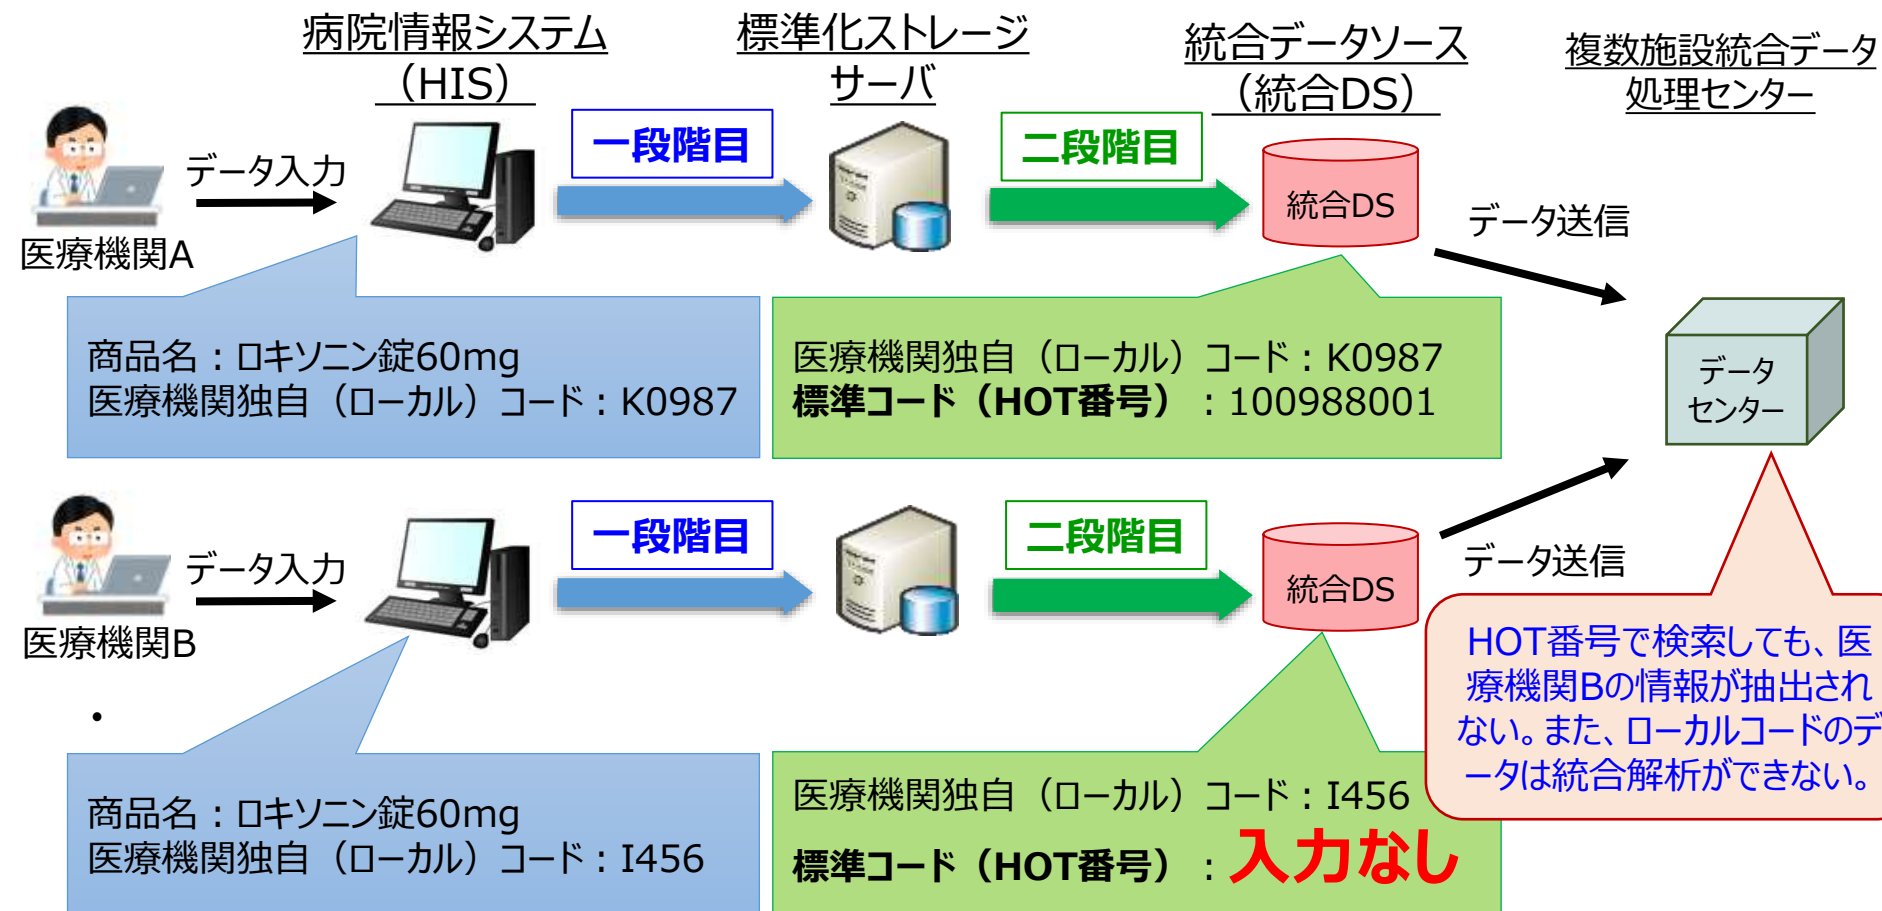 病院情報システム
（HIS）
標準化ストレージ
サーバ
統合データソース
（統合DS）
複数施設統合データ
処理センター
データ入力
一段階目
二段階目
統合DS
データ送信
医療機関A
商品名：ロキソニン錠60mg
医療機関独自（ローカル）コード：K0987
医療機関独自（ローカル）コード：K0987
標準コード（HOT番号）：100988001
データ
センター
データ入力
一段階目
二段階目
統合DS
データ送信
医療機関B
・
商品名：ロキソニン錠60mg
医療機関独自（ローカル）コード：I456
医療機関独自（ローカル）コード：I456
標準コード（HOT番号）：入力なし
HOT番号で検索しても、医
療機関Bの情報が抽出され
ない。また、ローカルコードのデ
ータは統合解析ができない。